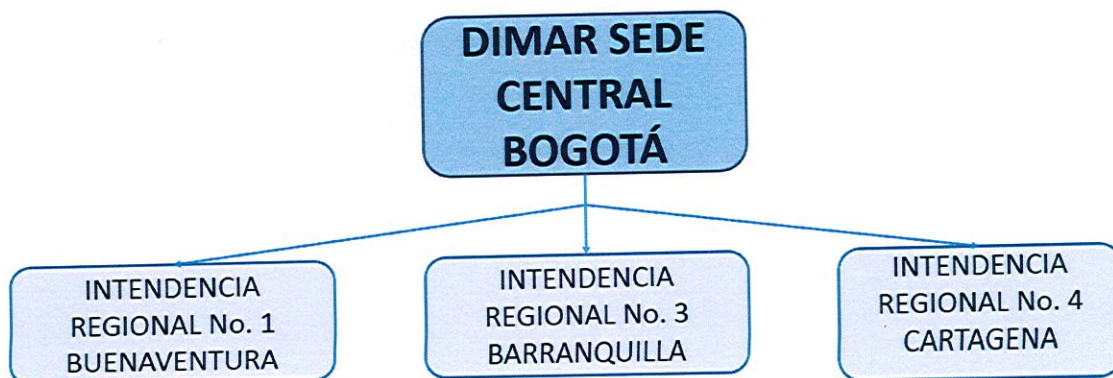 DIMAR SEDE
CENTRAL
BOGOTÁ
INTENDENCIA
REGIONAL No. 1
BUENAVENTURA
INTENDENCIA
REGIONAL No. 3
BARRANQUILLA
INTENDENCIA
REGIONAL No. 4
CARTAGENA